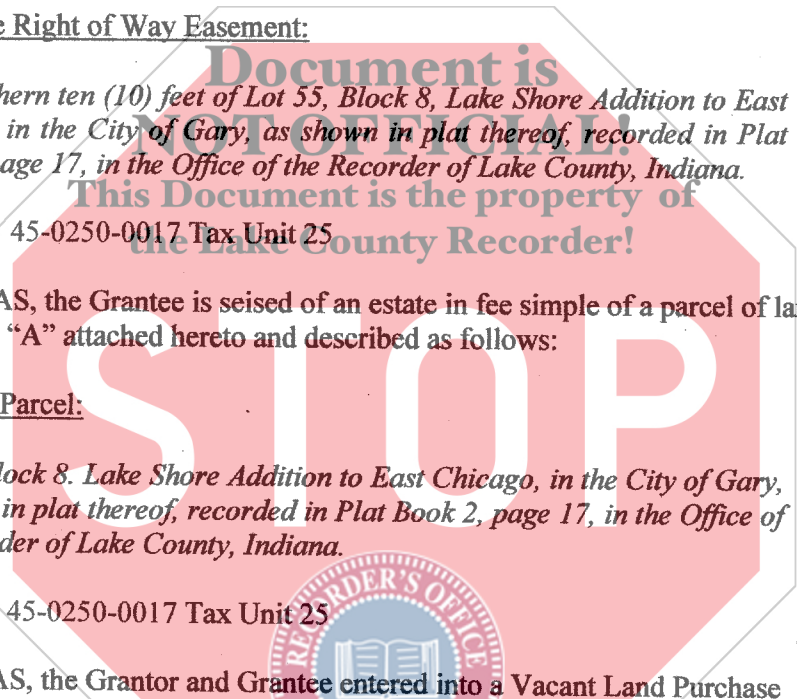 e Right of Way Easement:
Document is
hern ten (10) feet of Lot 55, Block 8, Lake Shore Addition to East
in the City of Gary, as shown in plat thereof, recorded in Plat
NOT OFFICIAL!
age 17, in the Office of the Recorder of Lake County, Indiana.
This Document is the property of
45-0250-0017 Tax Unit 25
the Lake County Recorder!
AS, the Grantee is seised of an estate in fee simple of a parcel of la
"A" attached hereto and described as follows:
STOP
Parcel:
lock 8. Lake Shore Addition to East Chicago, in the City of Gary,
in plat thereof, recorded in Plat Book 2, page 17, in the Office of
der of Lake County, Indiana.
RECORDER'S OFFICE
45-0250-0017 Tax Unit 25
AS, the Grantor and Grantee entered into a Vacant Land Purchase